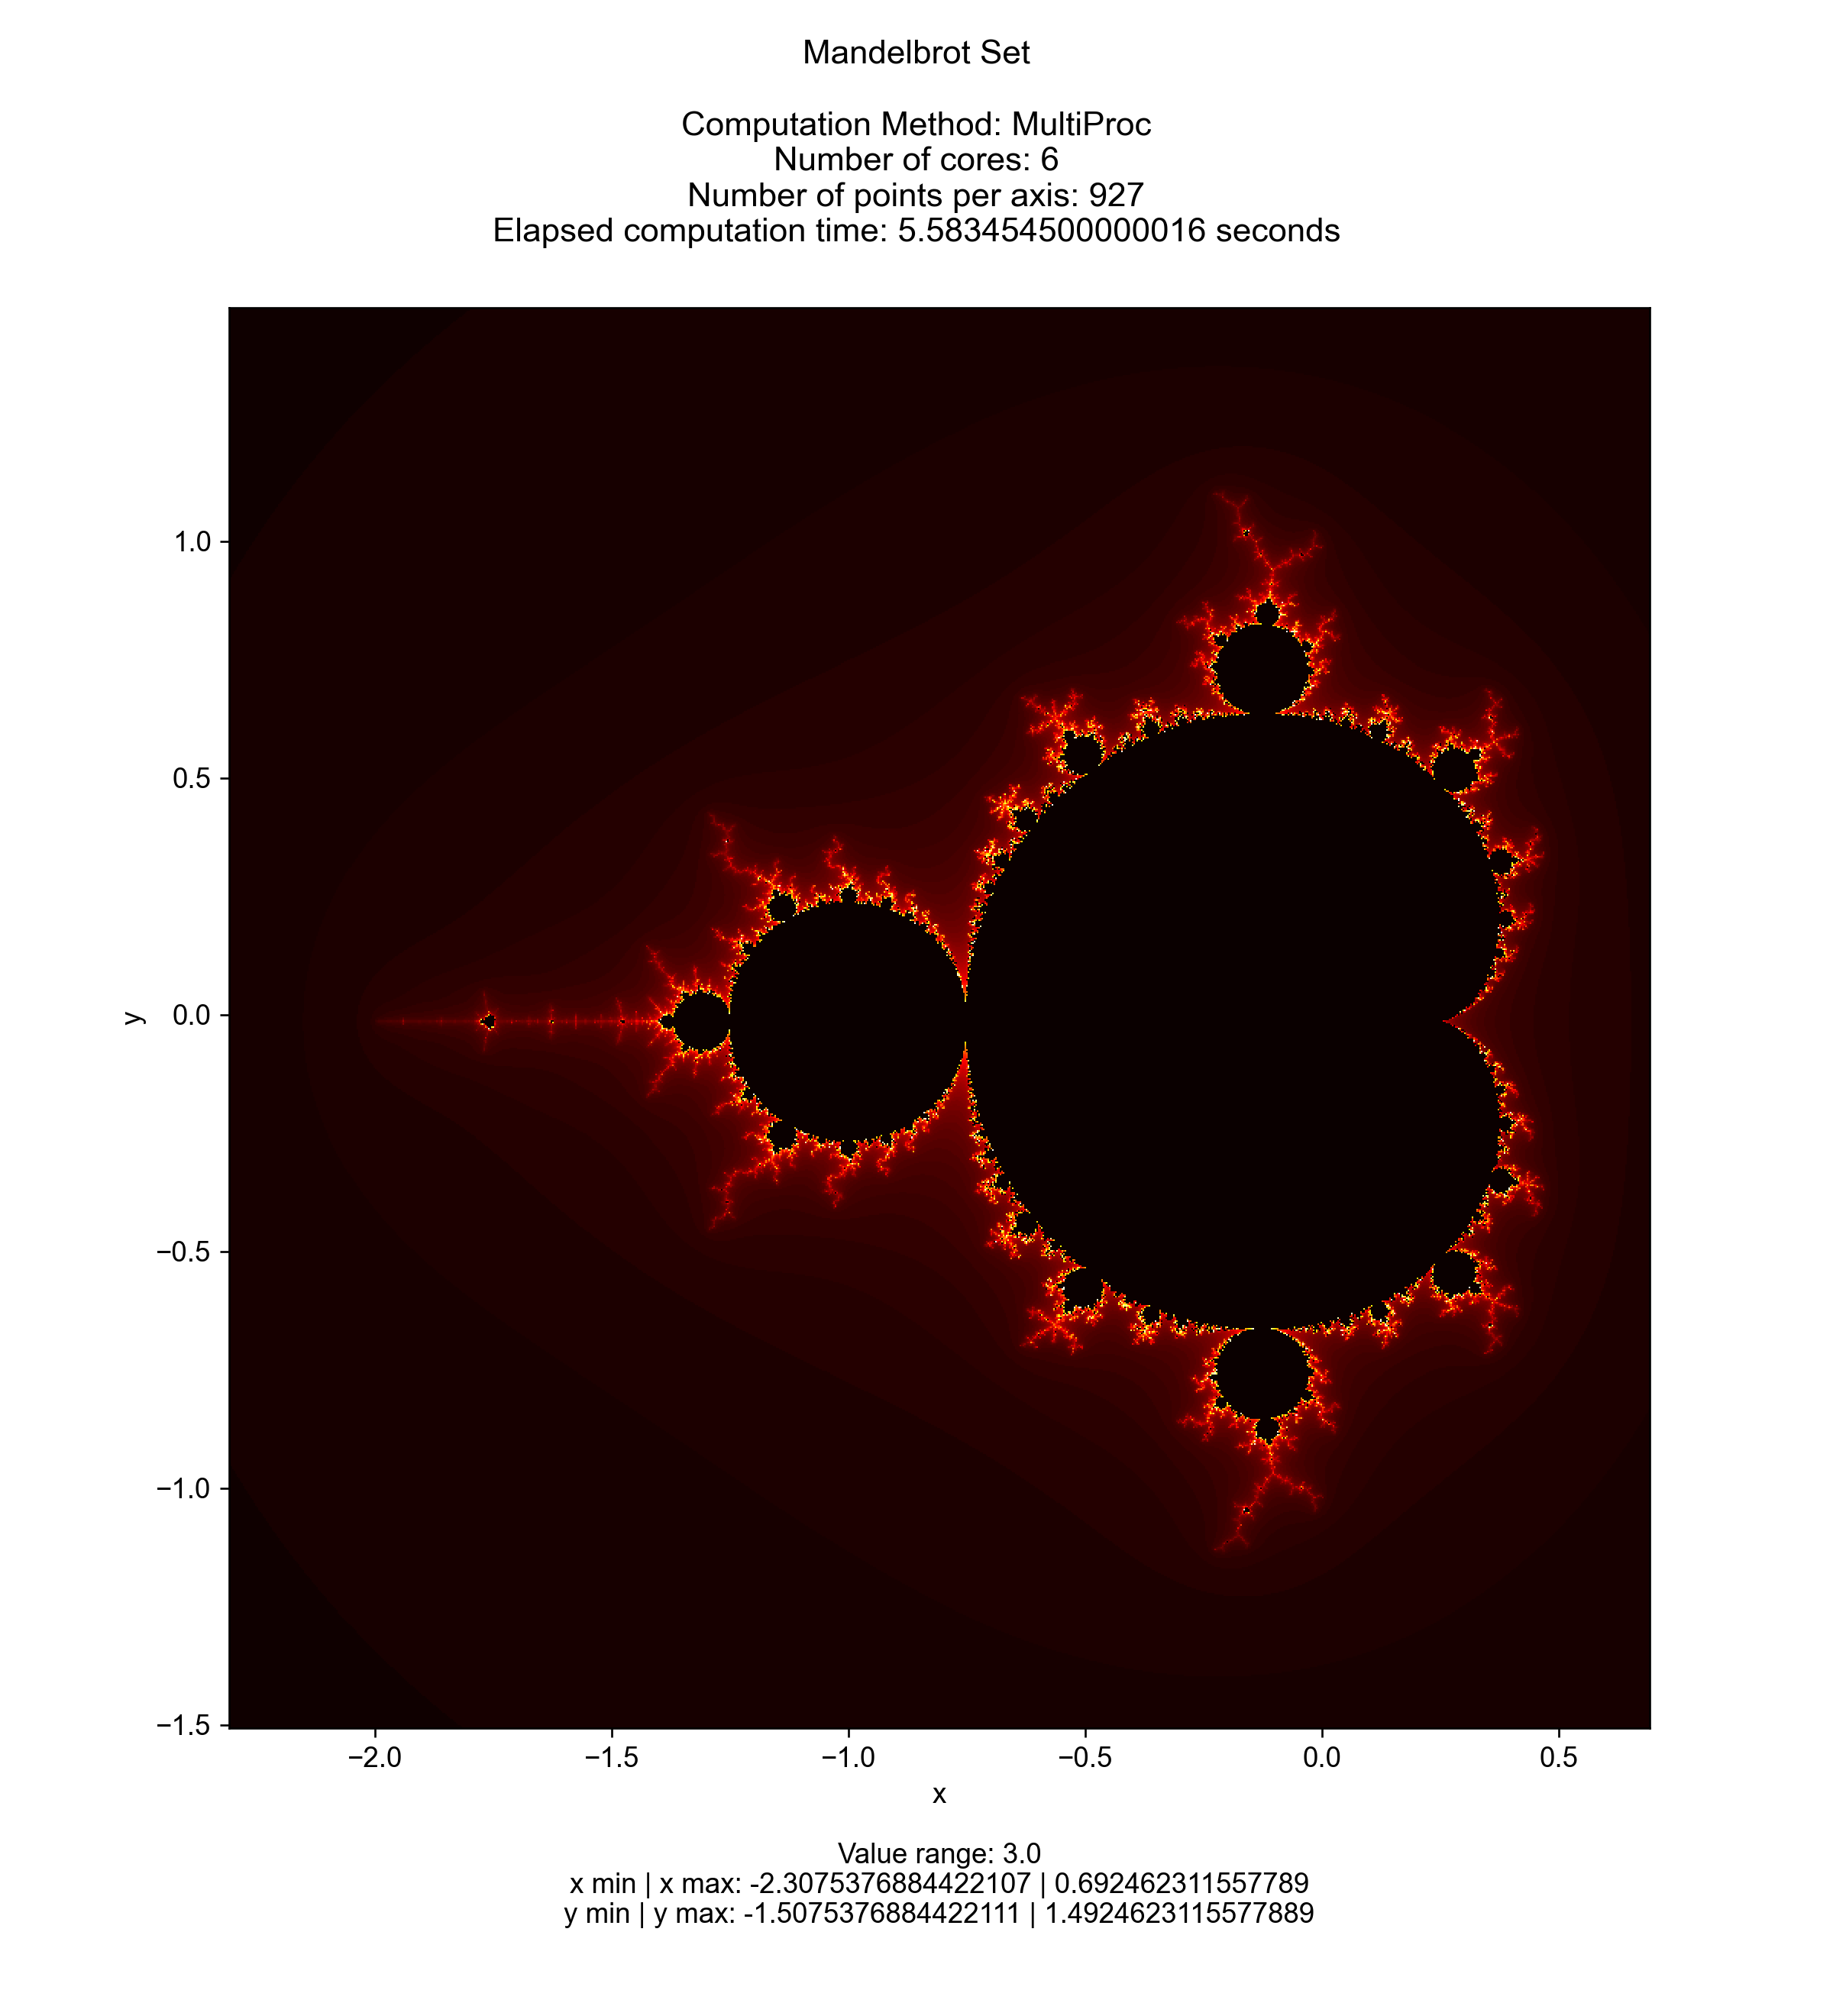 Mandelbrot Set
Computation Method: MultiProc
Number of cores: 6
Number of points per axis: 927
Elapsed computation time: 5.583454500000016 seconds
1.0
0.5
0.0
−0.5
−1.0
−1.5
y
−2.0 −1.5 −1.0 −0.5 0.0 0.5
x
Value range: 3.0
x min | x max: -2.3075376884422107 | 0.692462311557789
y min | y max: -1.5075376884422111 | 1.4924623115577889